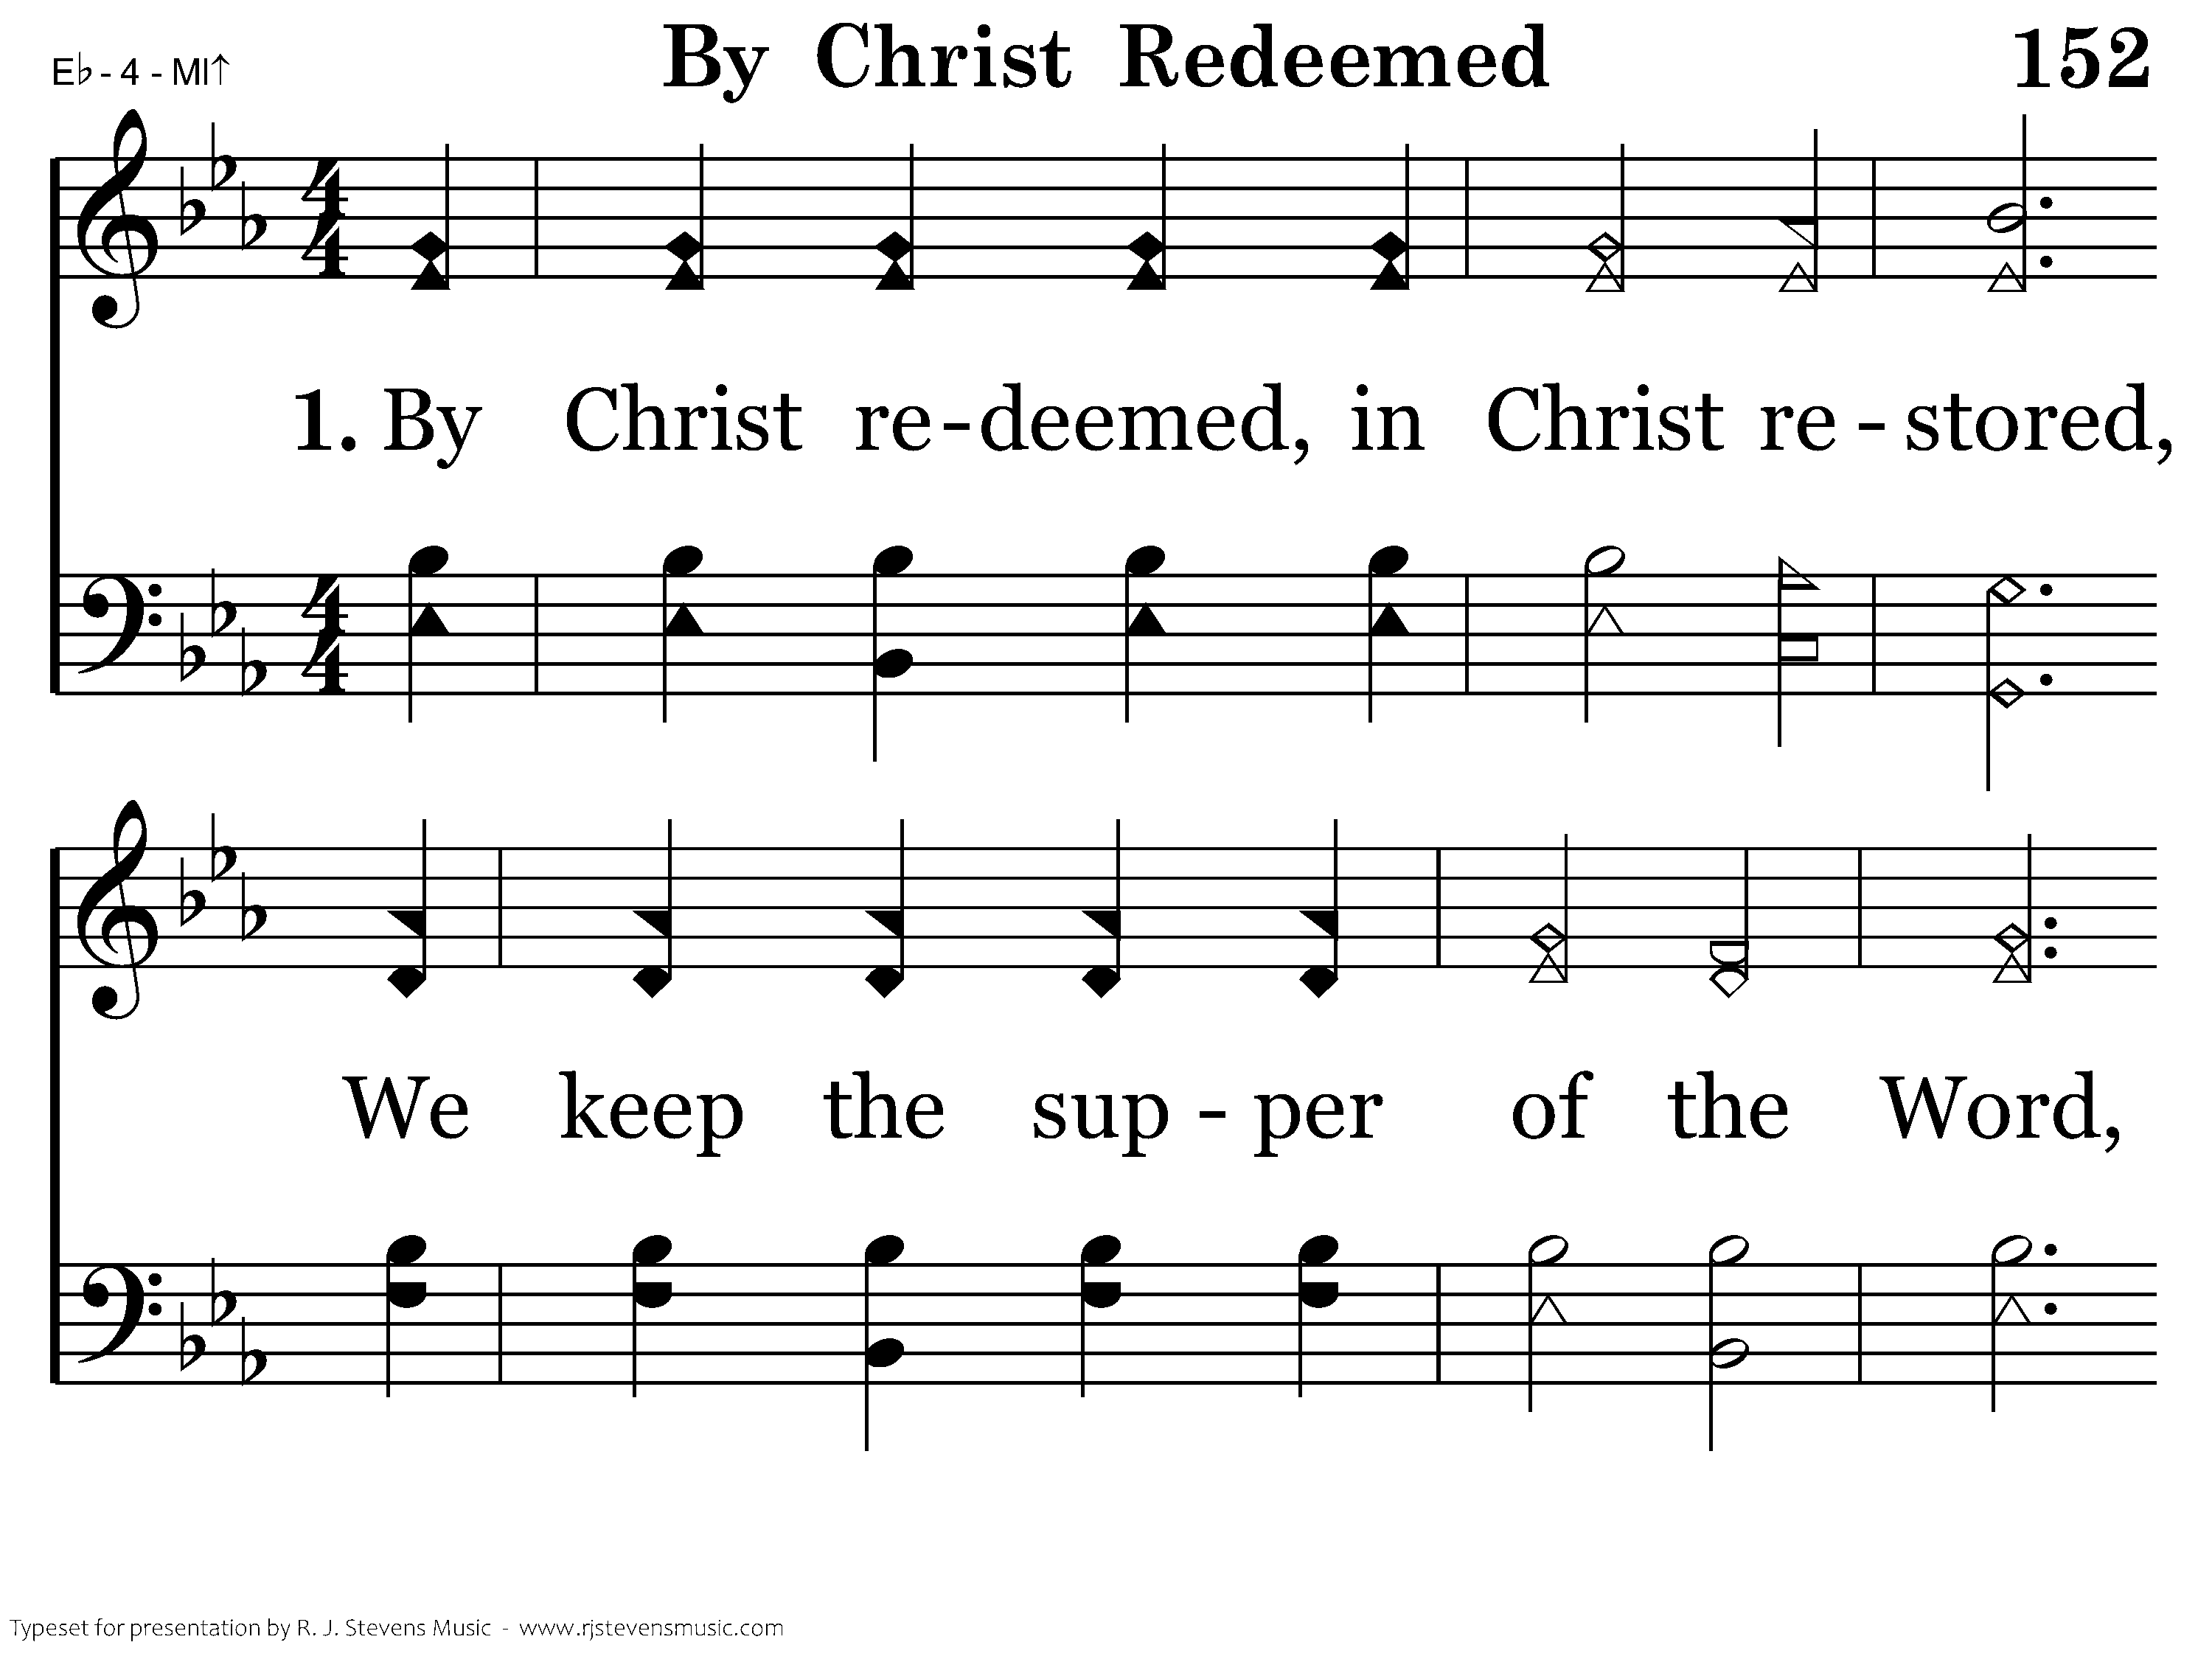 By Christ Redeemed 152
E♭ - 4 - MI↑
1. By Christ re - deemed, in Christ re - stored,
We keep the sup - per of the Word,
Typeset for presentation by R. J. Stevens Music - www.rjstevensmusic.com